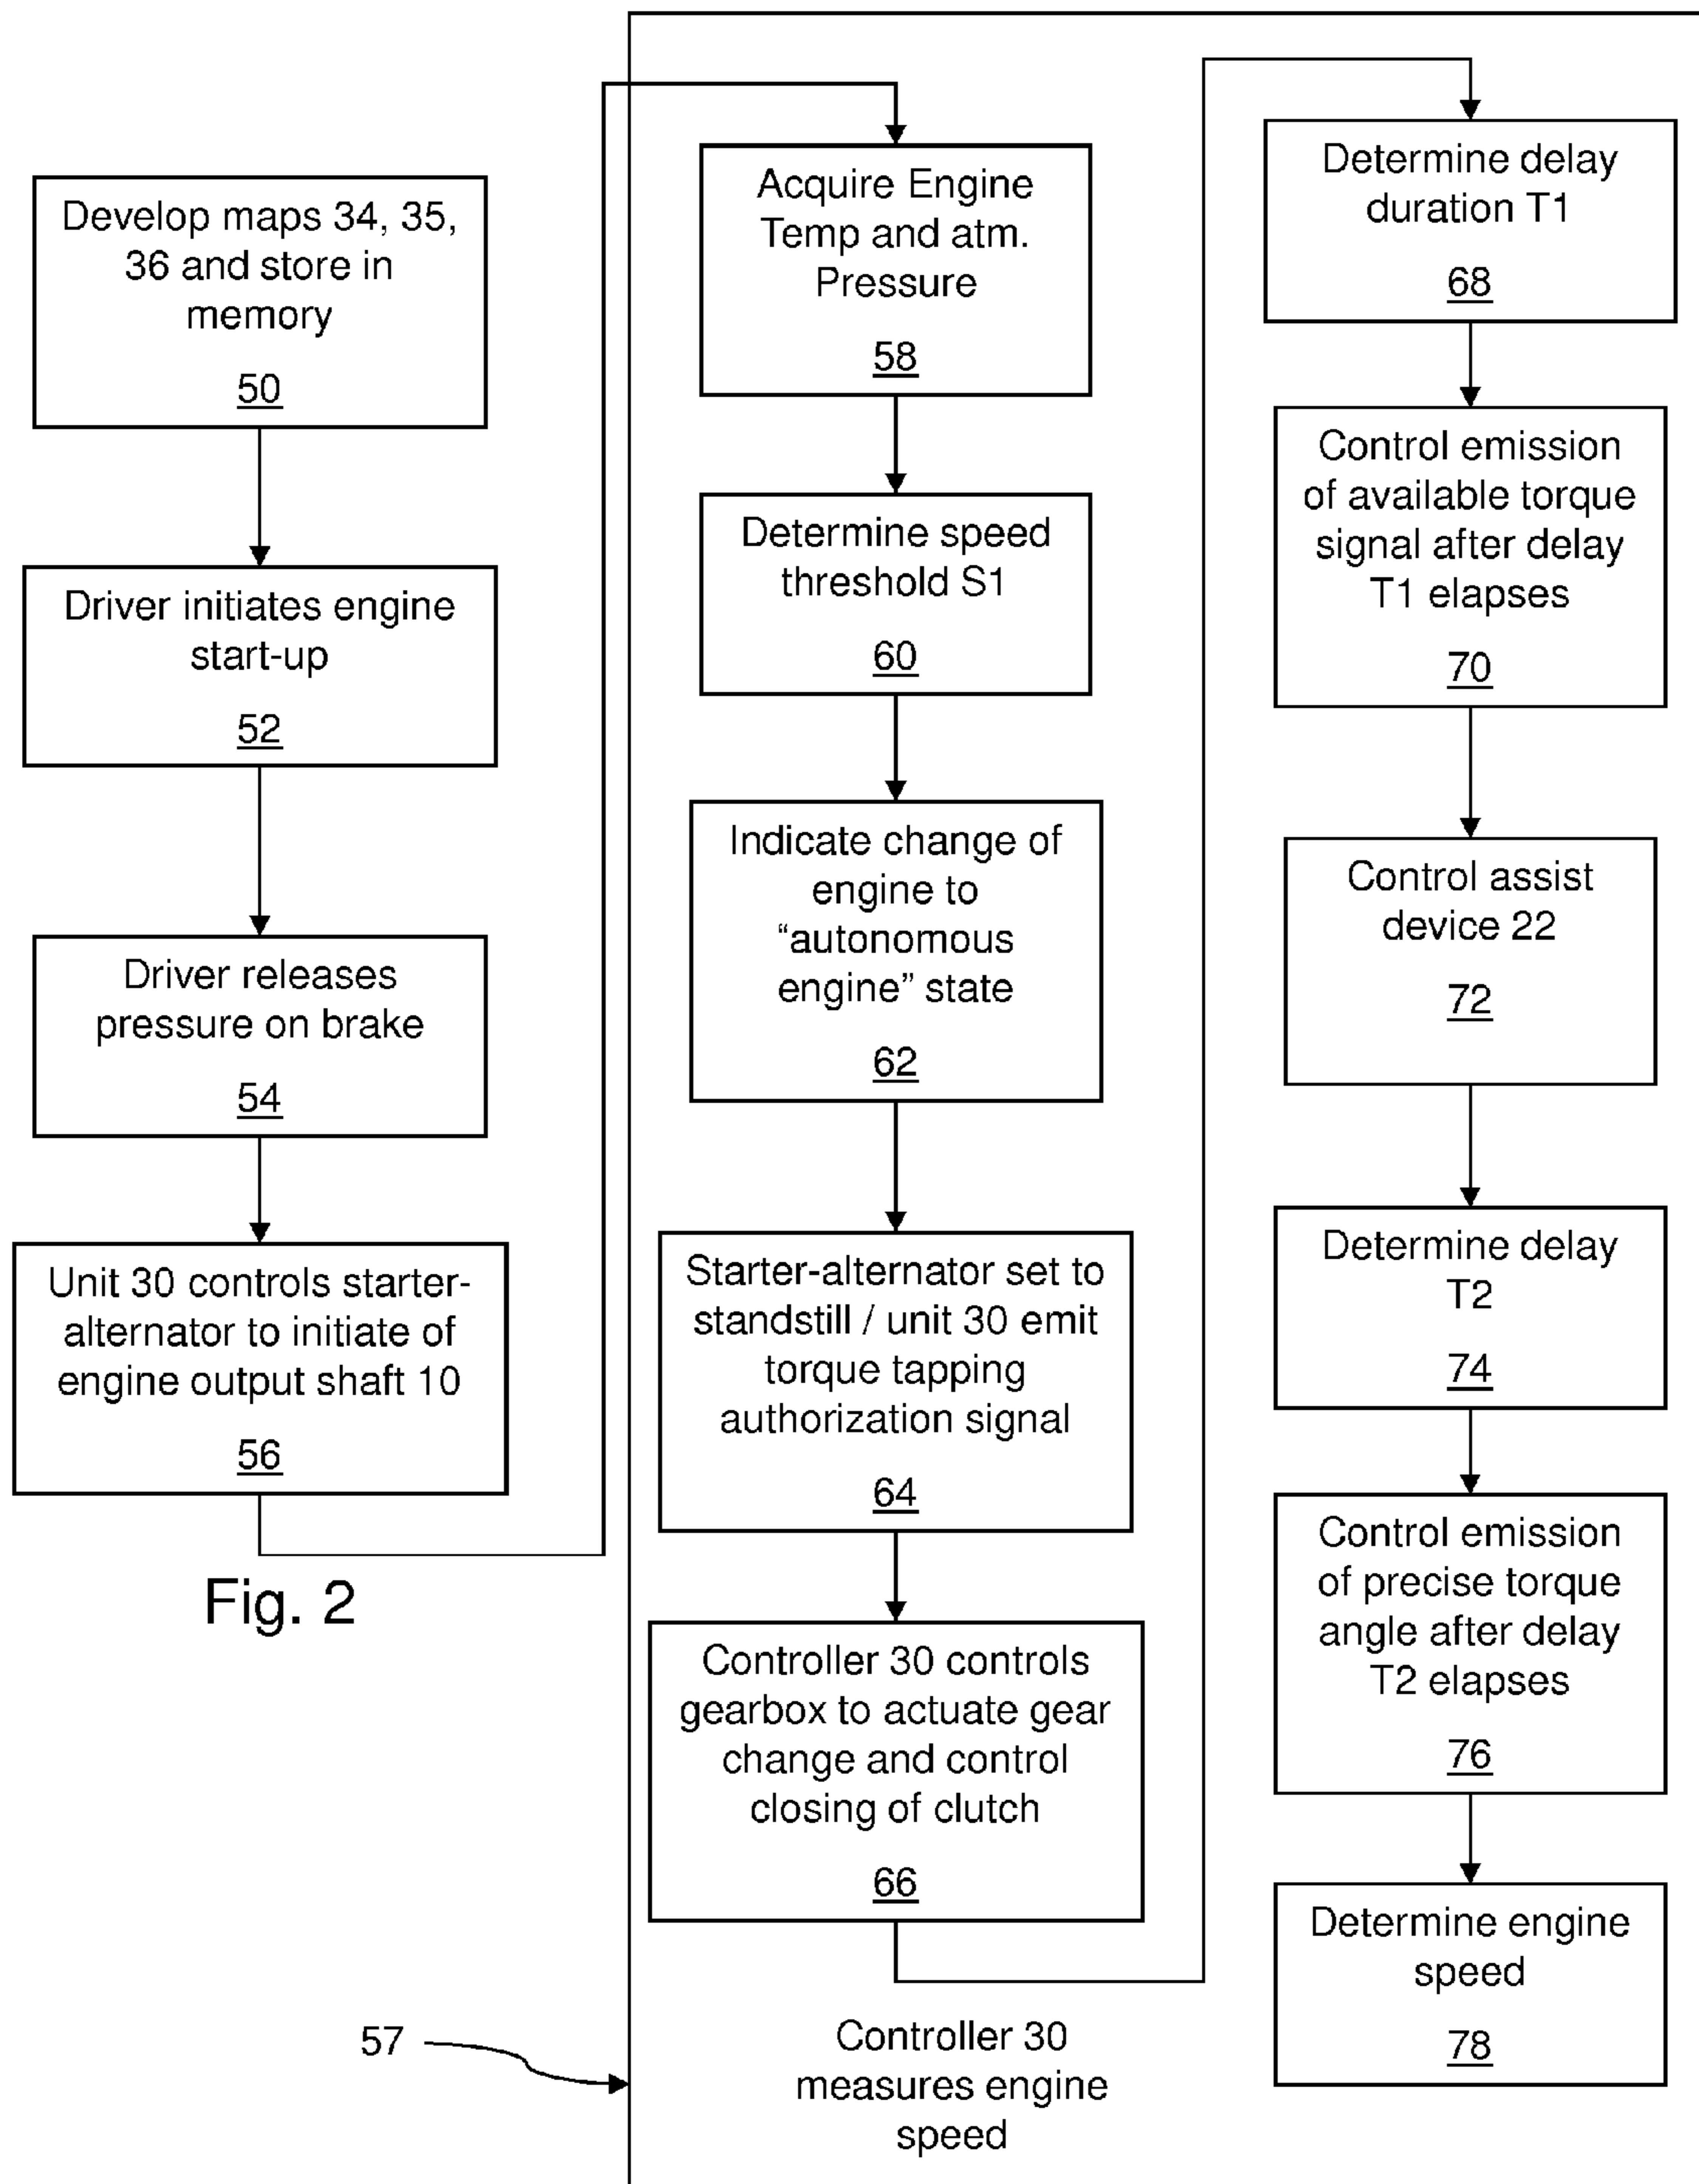 Develop maps 34, 35,
36 and store in
memory
50
Driver initiates engine
start-up
52
Driver releases
pressure on brake
54
Unit 30 controls starter-
alternator to initiate of
engine output shaft 10
56
Fig. 2
57
Acquire Engine
Temp and atm.
Pressure
58
Determine speed
threshold S1
60
Indicate change of
engine to
“autonomous
engine” state
62
Starter-alternator set to
standstill / unit 30 emit
torque tapping
authorization signal
64
Controller 30 controls
gearbox to actuate gear
change and control
closing of clutch
66
Controller 30
measures engine
speed
Determine delay
duration T1
68
Control emission
of available torque
signal after delay
T1 elapses
70
Control assist
device 22
72
Determine delay
T2
74
Control emission
of precise torque
angle after delay
T2 elapses
76
Determine engine
speed
78